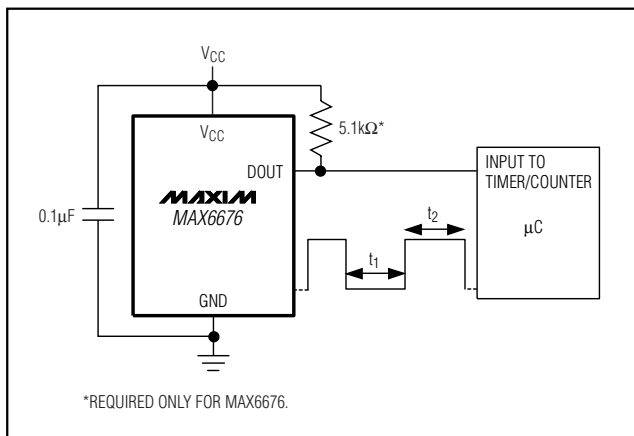 VCC
VCC
5.1kΩ*
DOUT
INPUT TO
TIMER/COUNTER
MAXIM
MAX6676
µC
0.1µF
t2
t1
GND
*REQUIRED ONLY FOR MAX6676.